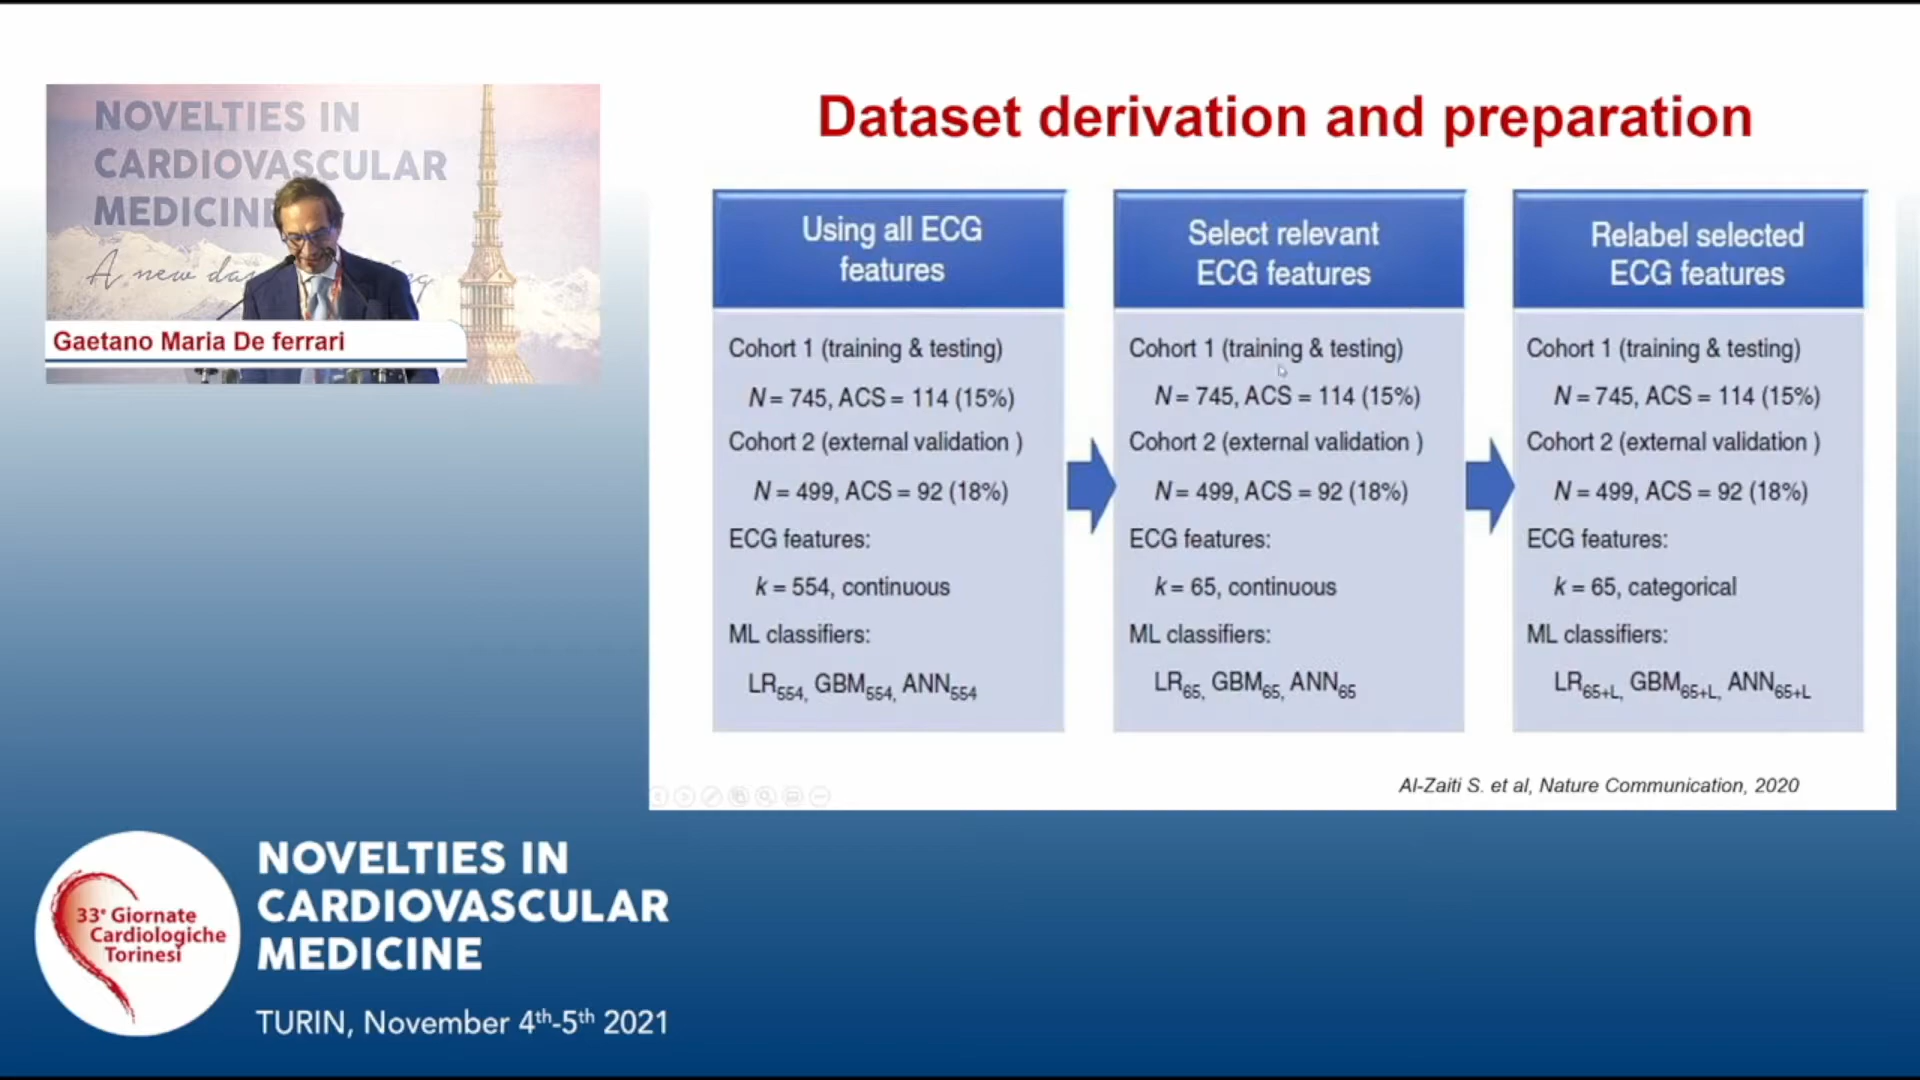 NOVELTIES IN
CARDIOVASCULAR
MEDICINE
A new da
Gaetano Maria De ferrari
Dataset derivation and preparation
Using all ECG
features
Cohort 1 (training & testing)
N = 745, ACS = 114 (15%)
Cohort 2 (external validation )
N = 499, ACS = 92 (18%)
ECG features:
k = 554, continuous
ML classifiers:
LR554, GBM554, ANN554
Select relevant
ECG features
Cohort 1 (training & testing)
N = 745, ACS = 114 (15%)
Cohort 2 (external validation )
N = 499, ACS = 92 (18%)
ECG features:
k = 65, continuous
ML classifiers:
LR65, GBM65, ANN65
Relabel selected
ECG features
Cohort 1 (training & testing)
N = 745, ACS = 114 (15%)
Cohort 2 (external validation )
N = 499, ACS = 92 (18%)
ECG features:
k = 65, categorical
ML classifiers:
LR65+L, GBM65+L, ANN65+L
Al-Zaiti S. et al, Nature Communication, 2020
33e Giornate
Cardiologiche
Torinesi
NOVELTIES IN
CARDIOVASCULAR
MEDICINE
TURIN, November 4th-5th 2021